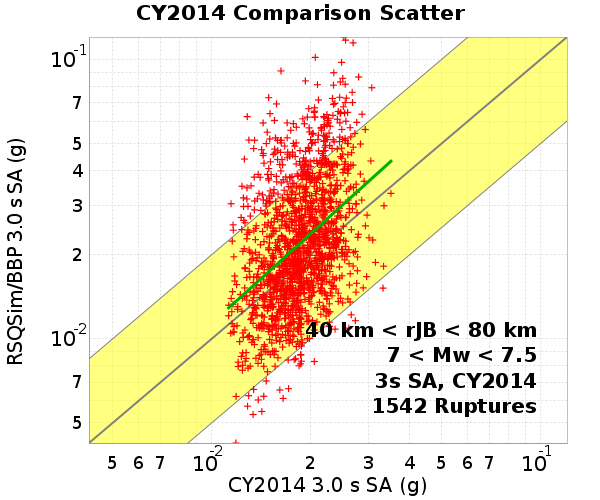 CY2014 Comparison Scatter
RSQSim/BBP 3.0 s SA (g)
10⁻¹
7
5
4
3
2
10⁻²
7
5
40 km < rJB < 80 km
7 < Mw < 7.5
3s SA, CY2014
1542 Ruptures
5 6 7 10⁻² 2 3 4 5 6 7 10⁻¹
CY2014 3.0 s SA (g)